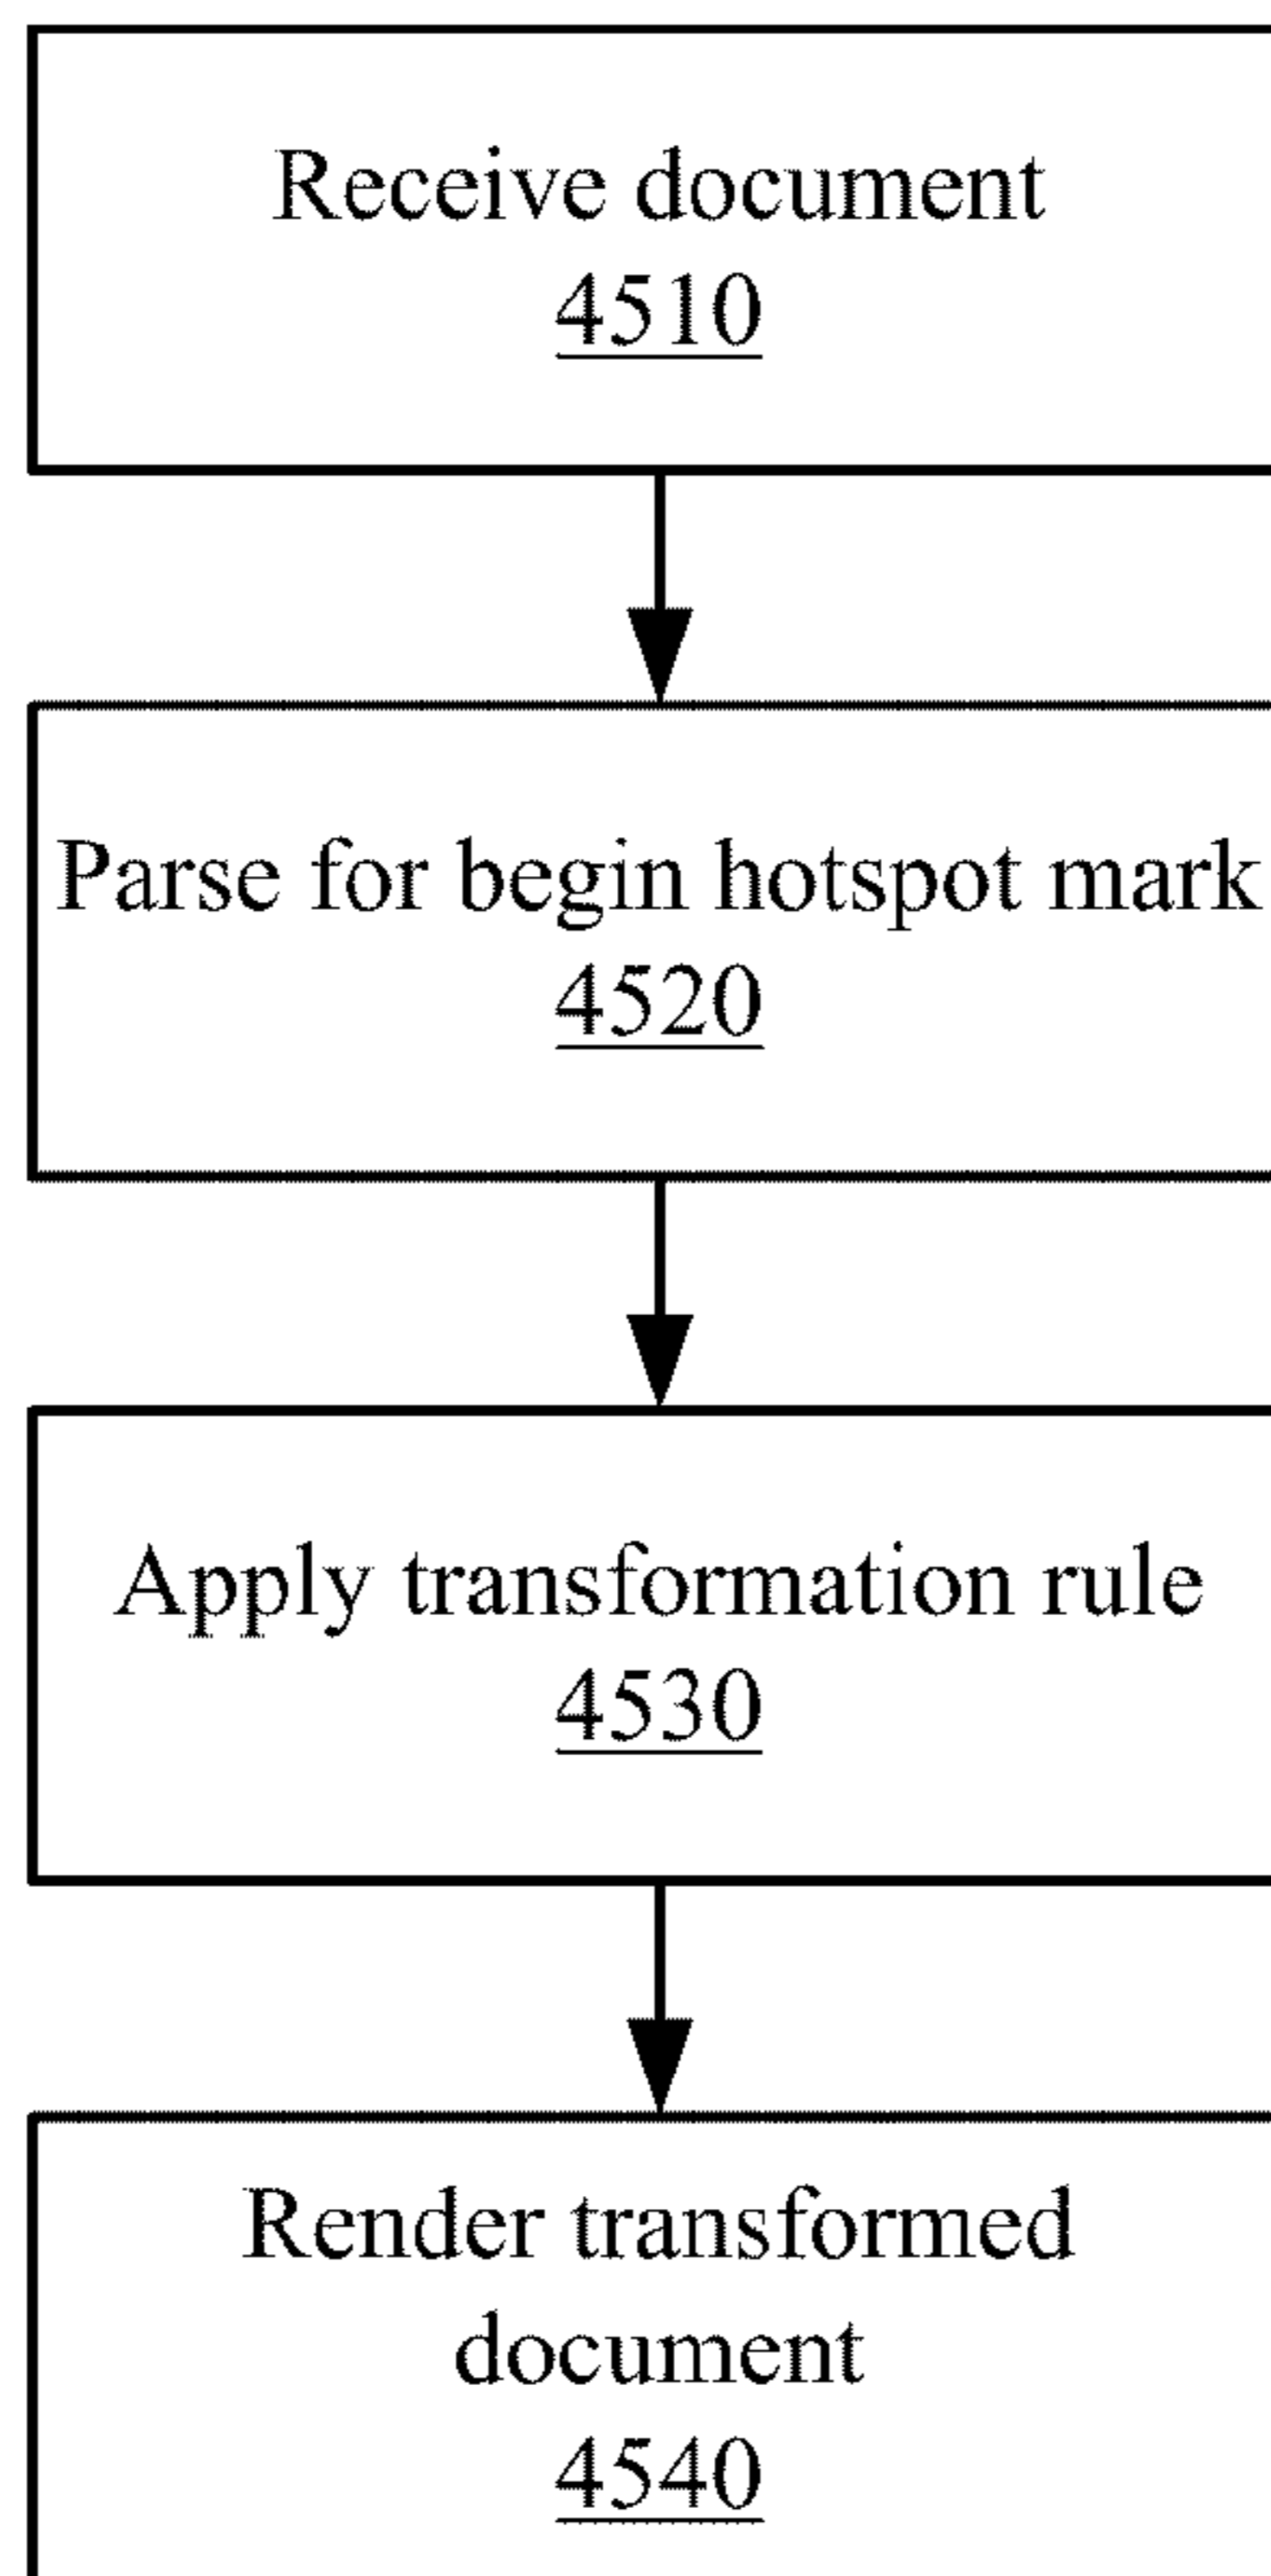 Receive document
4510
Parse for begin hotspot mark
4520
Apply transformation rule
4530
Render transformed
document
4540